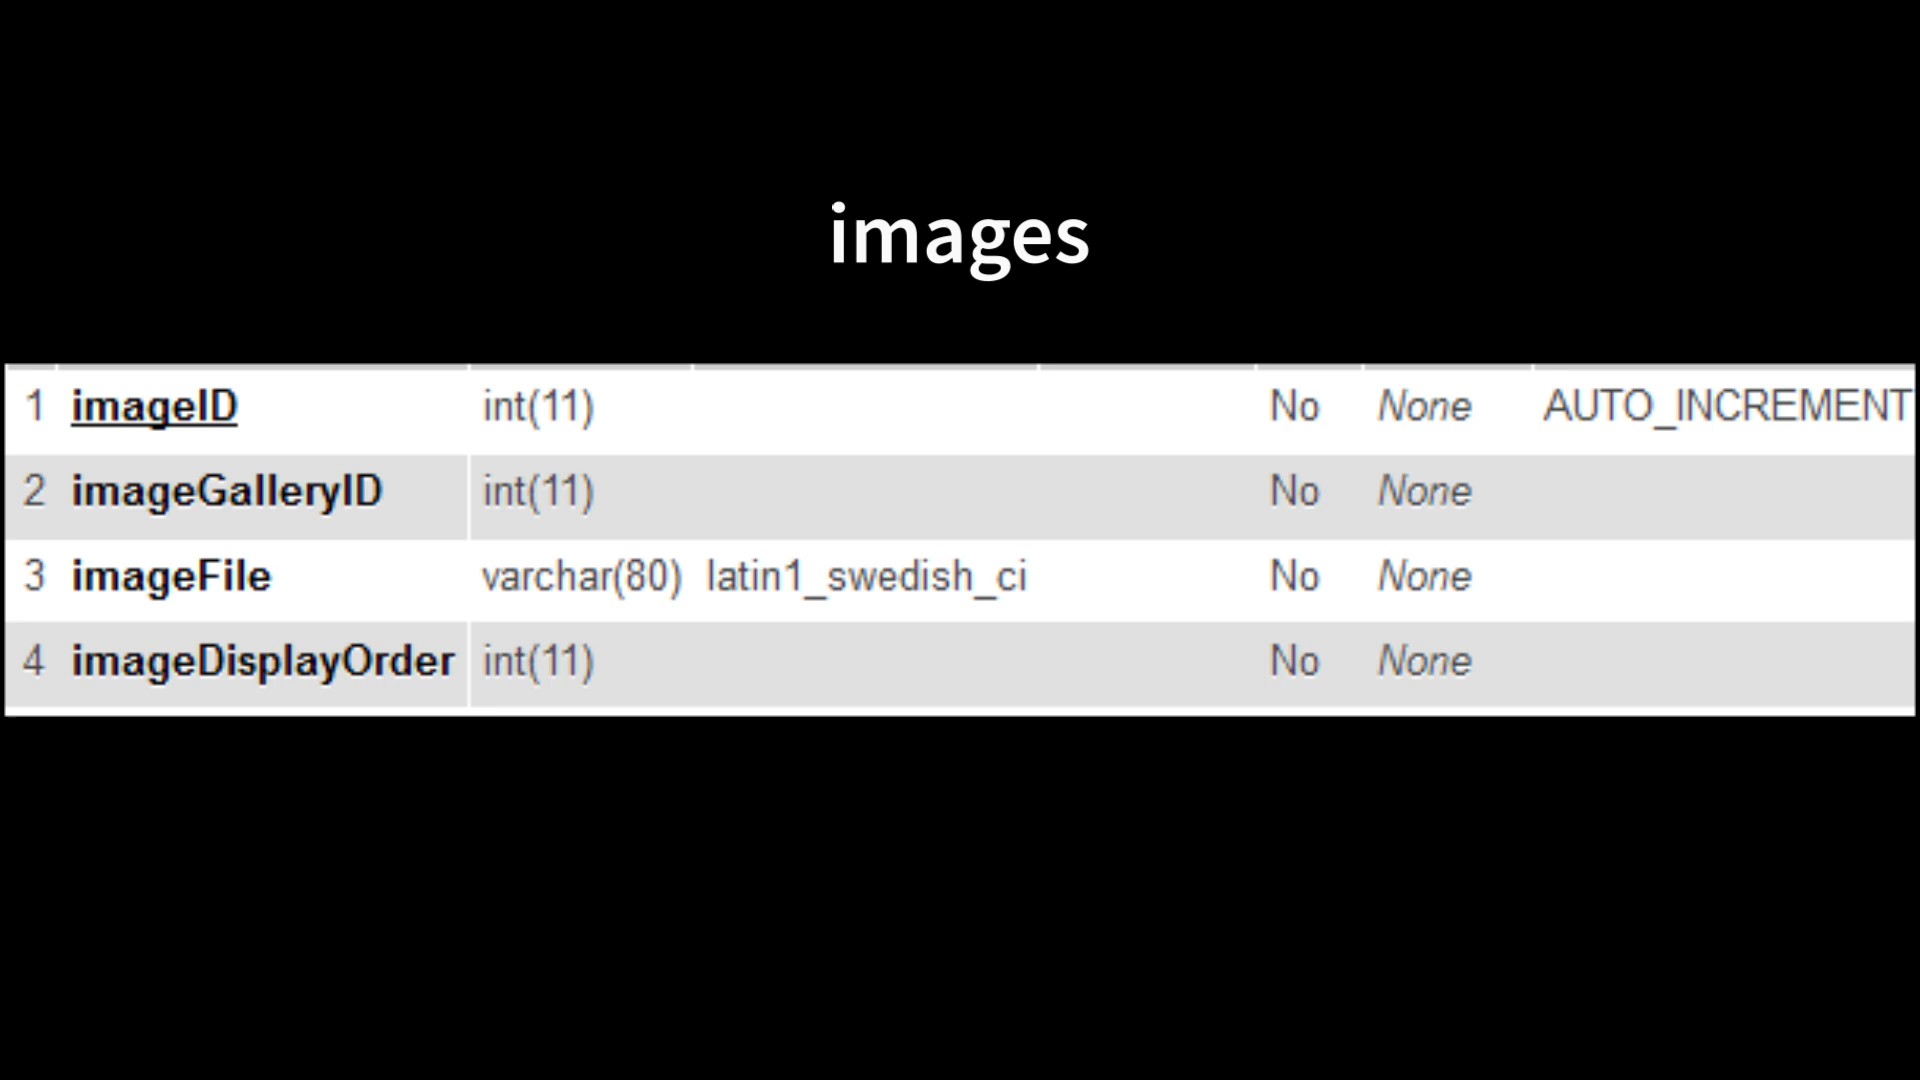 images
1 imageID int(11) No None AUTO_INCREMENT
2 imageGalleryID int(11) No None
3 imageFile varchar(80) latin1_swedish_ci No None
4 imageDisplayOrder int(11) No None